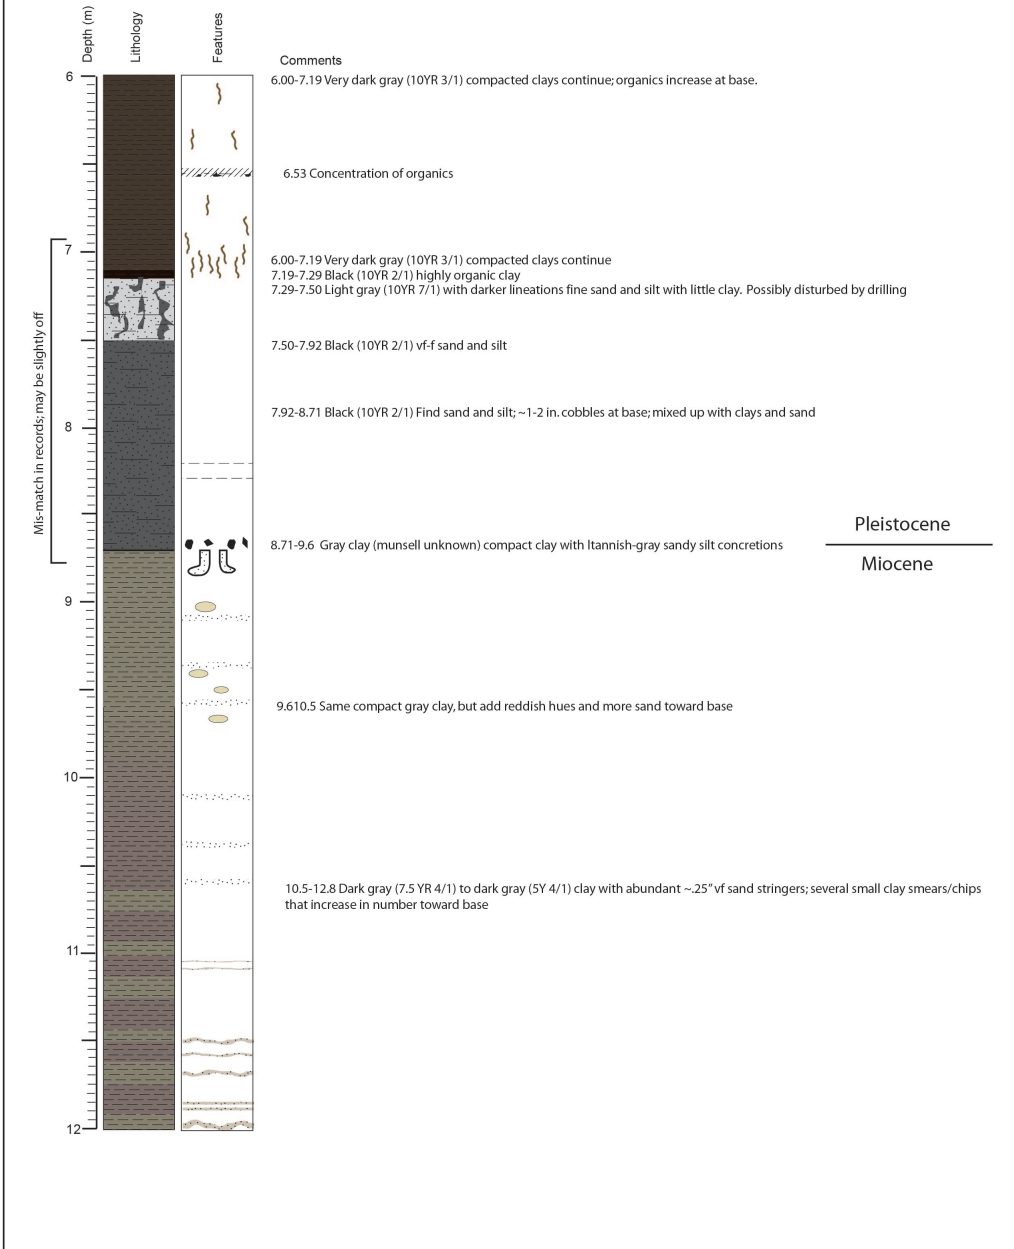 Depth (m)
Lithology
Features
Comments
6
6.00-7.19 Very dark gray (10YR 3/1) compacted clays continue; organics increase at base.
6.53 Concentration of organics
7
6.00-7.19 Very dark gray (10YR 3/1) compacted clays continue
7.19-7.29 Black (10YR 2/1) highly organic clay
7.29-7.50 Light gray (10YR 7/1) with darker lineations fine sand and silt with little clay. Possibly disturbed by drilling
Mis-match in records; may be slightly off
7.50-7.92 Black (10YR 2/1) vf-f sand and silt
7.92-8.71 Black (10YR 2/1) Find sand and silt; ~1-2 in. cobbles at base; mixed up with clays and sand
8
Pleistocene
8.71-9.6 Gray clay (munsell unknown) compact clay with ltannish-gray sandy silt concretions
Miocene
9
9.610.5 Same compact gray clay, but add reddish hues and more sand toward base
10
10.5-12.8 Dark gray (7.5 YR 4/1) to dark gray (5Y 4/1) clay with abundant ~.25” vf sand stringers; several small clay smears/chips
that increase in number toward base
11
12